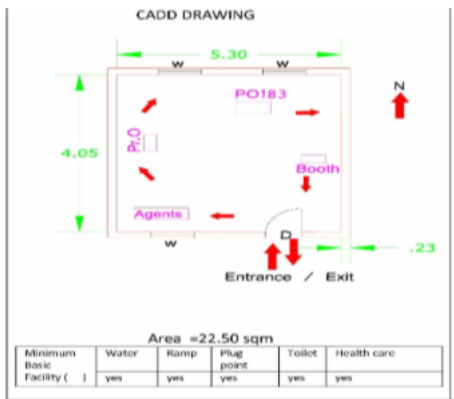 CADD DRAWING
5.30
W W
N
PO183
Pr.O
4.05
Booth
Agents
D
W
.23
Entrance / Exit
Area =22.50 sqm
Minimum Basic Facility ( ) Water Ramp Plug point Toilet Health care
yes yes yes yes yes